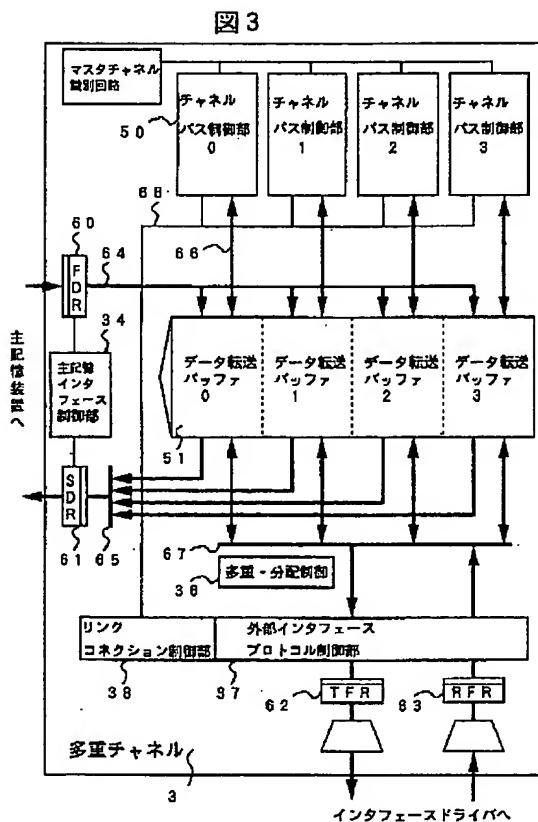 図3
マスタチャネル
識別回路
50
チャネル
パス制御部
0
チャネル
パス制御部
1
チャネル
パス制御部
2
チャネル
パス制御部
3
68
60
64
66
FDR
主記憶装置へ
34
主記憶
インタ
フェース
制御部
データ転送
バッファ
0
データ転送
バッファ
1
データ転送
バッファ
2
データ転送
バッファ
3
51
SDR
61
65
67
36
多重・分配制御
リンク
コネクション制御部
外部インタフェース
プロトコル制御部
38
37
TFR
62
RFR
63
多重チャネル
3
インタフェースドライバへ